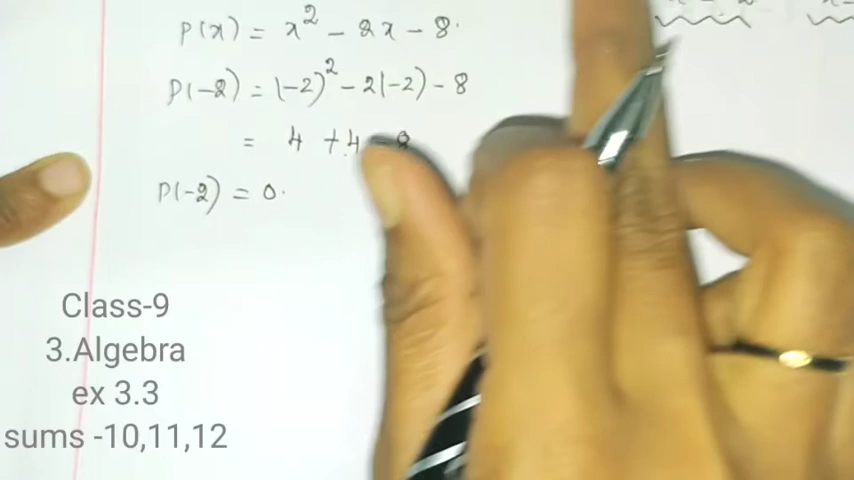 P(x) = x² - 2x - 8.
P(-2) = (-2)² - 2(-2) - 8
= 4 + 4 - 8
P(-2) = 0.
Class-9
3.Algebra
ex 3.3
sums -10,11,12